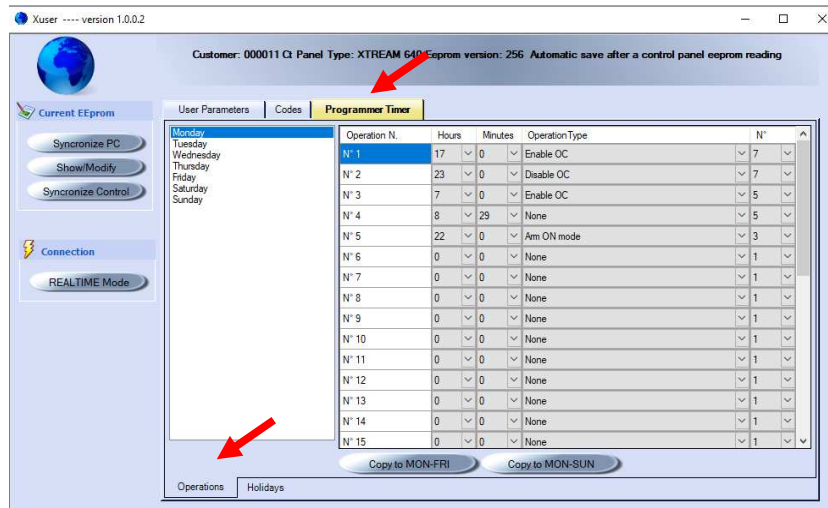 Xuser ---- version 1.0.0.2
Customer: 000011 Ct Panel Type: XTREAM 640 Eeprom version: 256 Automatic save after a control panel eeprom reading
Current EEprom
Syncronize PC
Show/Modify
Syncronize Control
Connection
REALTIME Mode
User Parameters Codes Programmer Timer
Monday
Tuesday
Wednesday
Thursday
Friday
Saturday
Sunday
Operation N. Hours Minutes Operation Type N°
N° 1 17 0 Enable OC 7
N° 2 23 0 Disable OC 7
N° 3 7 0 Enable OC 5
N° 4 8 29 None 5
N° 5 22 0 Arm ON mode 3
N° 6 0 0 None 1
N° 7 0 0 None 1
N° 8 0 0 None 1
N° 9 0 0 None 1
N° 10 0 0 None 1
N° 11 0 0 None 1
N° 12 0 0 None 1
N° 13 0 0 None 1
N° 14 0 0 None 1
N° 15 0 0 None 1
Copy to MON-FRI Copy to MON-SUN
Operations Holidays